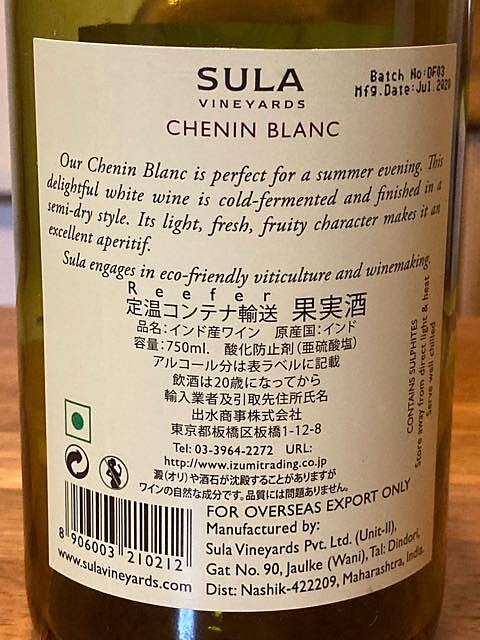 SULA
VINEYARDS
CHENIN BLANC
Batch No:DF03
Mfg.Date:Jul.2020
Our Chenin Blanc is perfect for a summer evening. This
delightful white wine is cold-fermented and finished in a
semi-dry style. Its light, fresh, fruity character makes it an
excellent aperitif.
Sula engages in eco-friendly viticulture and winemaking.
Reefer
定温コンテナ輸送 果実酒
品名：インド産ワイン 原産国：インド
容量：750ml. 酸化防止剤（亜硫酸塩）
アルコール分は表ラベルに記載
飲酒は20歳になってから
輸入業者及引取先住所氏名
出水商事株式会社
東京都板橋区板橋1-12-8
Tel: 03-3964-2272 URL:
http://www.izumitrading.co.jp
澱（オリ）や酒石が沈殿することがありますが
ワインの自然な成分です。品質には問題ありません。
CONTAINS SULPHITES
Store away from direct light & heat
Serve well chilled
8 906003 210212
www.sulavineyards.com
FOR OVERSEAS EXPORT ONLY
Manufactured by:
Sula Vineyards Pvt. Ltd. (Unit-II),
Gat No. 90, Jaulke (Wani), Tal: Dindori,
Dist: Nashik-422209, Maharashtra, India.